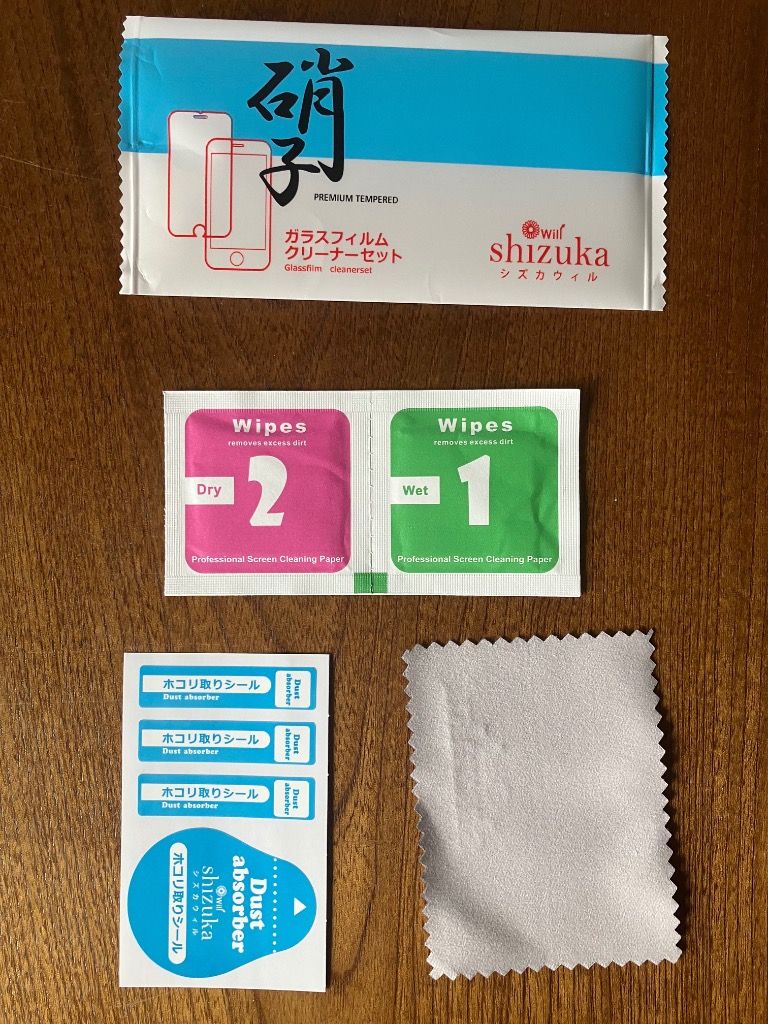 硝子
PREMIUM TEMPERED
ガラスフィルム
クリーナーセット
Glassfilm cleanerset
Will
shizuka
シズカウィル
Wipes
removes excess dirt
2
Dry
Professional Screen Cleaning Paper
Wipes
removes excess dirt
1
Wet
Professional Screen Cleaning Paper
ホコリ取りシール
Dust absorber
Dust
absorber
ホコリ取りシール
Dust absorber
Dust
absorber
ホコリ取りシール
Dust absorber
Dust
absorber
Dust
absorber
Will
shizuka
シズカウィル
ホコリ取りシール